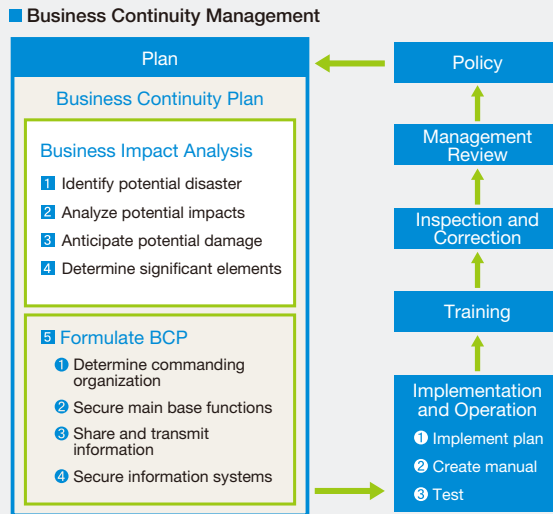 Business Continuity Management
Plan
Business Continuity Plan
Business Impact Analysis
1 Identify potential disaster
2 Analyze potential impacts
3 Anticipate potential damage
4 Determine significant elements
5 Formulate BCP
1 Determine commanding
organization
2 Secure main base functions
3 Share and transmit
information
4 Secure information systems
Policy
Management
Review
Inspection and
Correction
Training
Implementation
and Operation
1 Implement plan
2 Create manual
3 Test